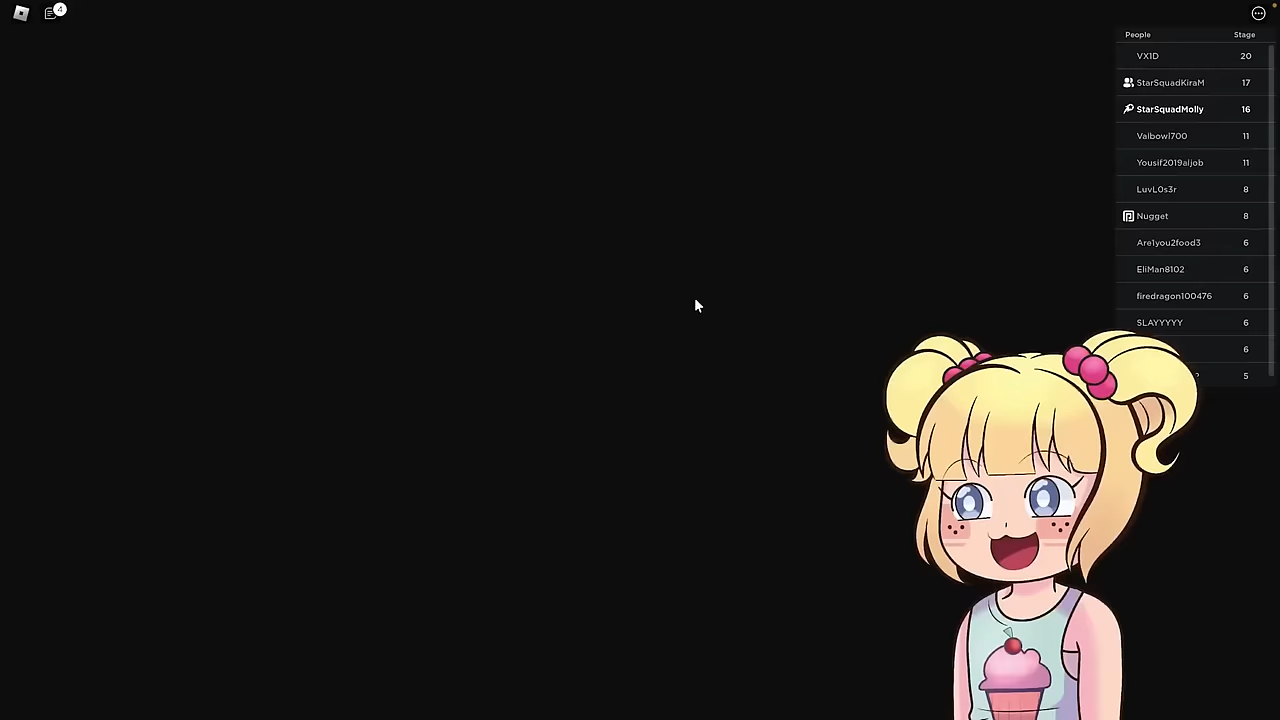 4
People Stage
VX1D 20
StarSquadKiraM 17
StarSquadMolly 16
Valbowl700 11
Yousif2019aljob 11
LuvL0s3r 8
Nugget 8
Are1you2food3 6
EliMan8102 6
firedragon100476 6
SLAYYYYY 6
6
5